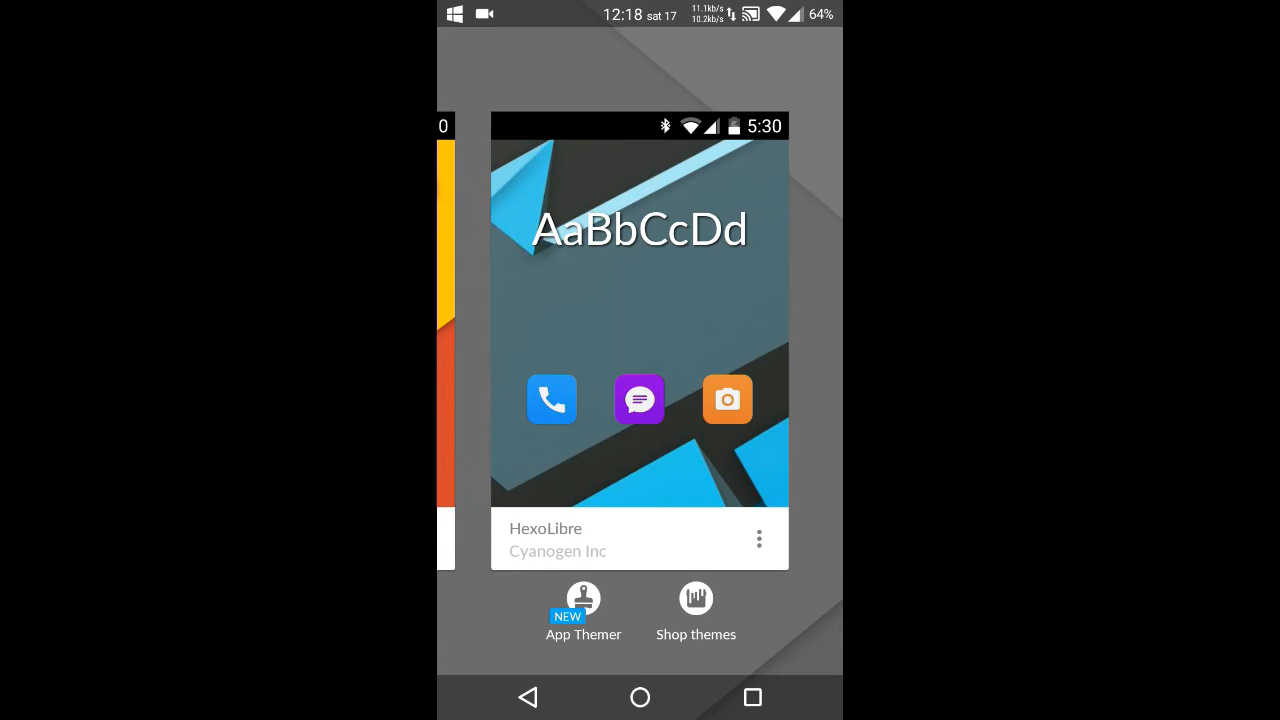 12:18 sat 17
11.1kb/s
10.2kb/s
64%
0
5:30
AaBbCcDd
HexoLibre
Cyanogen Inc
NEW
App Themer
Shop themes